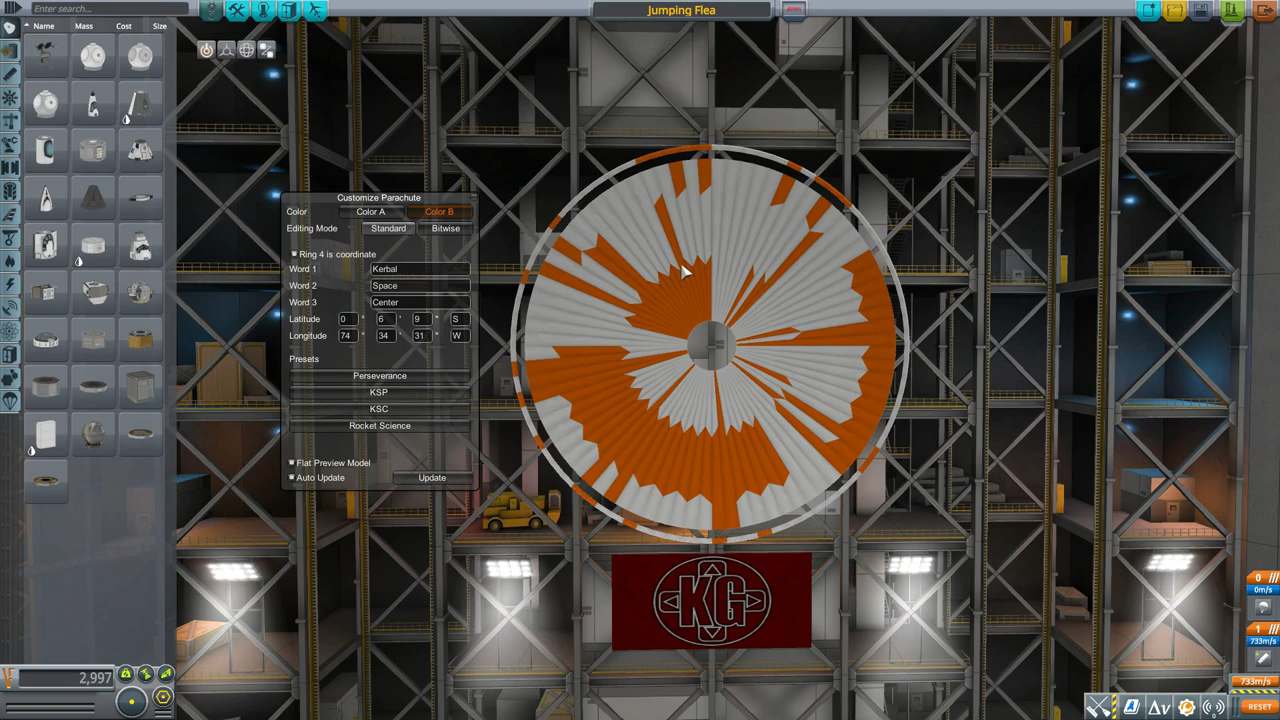 Enter search...
Jumping Flea
Name Mass Cost Size
Customize Parachute
Color Color A Color B
Editing Mode Standard Bitwise
Ring 4 is coordinate
Word 1 Kerbal
Word 2 Space
Word 3 Center
Latitude 0 ° 6 ' 9 " S
Longitude 74 ° 34 ' 31 " W
Presets
Perseverance
KSP
KSC
Rocket Science
Flat Preview Model
Auto Update Update
KG
0
0m/s
1
733m/s
733m/s
2,997
Δv
RESET